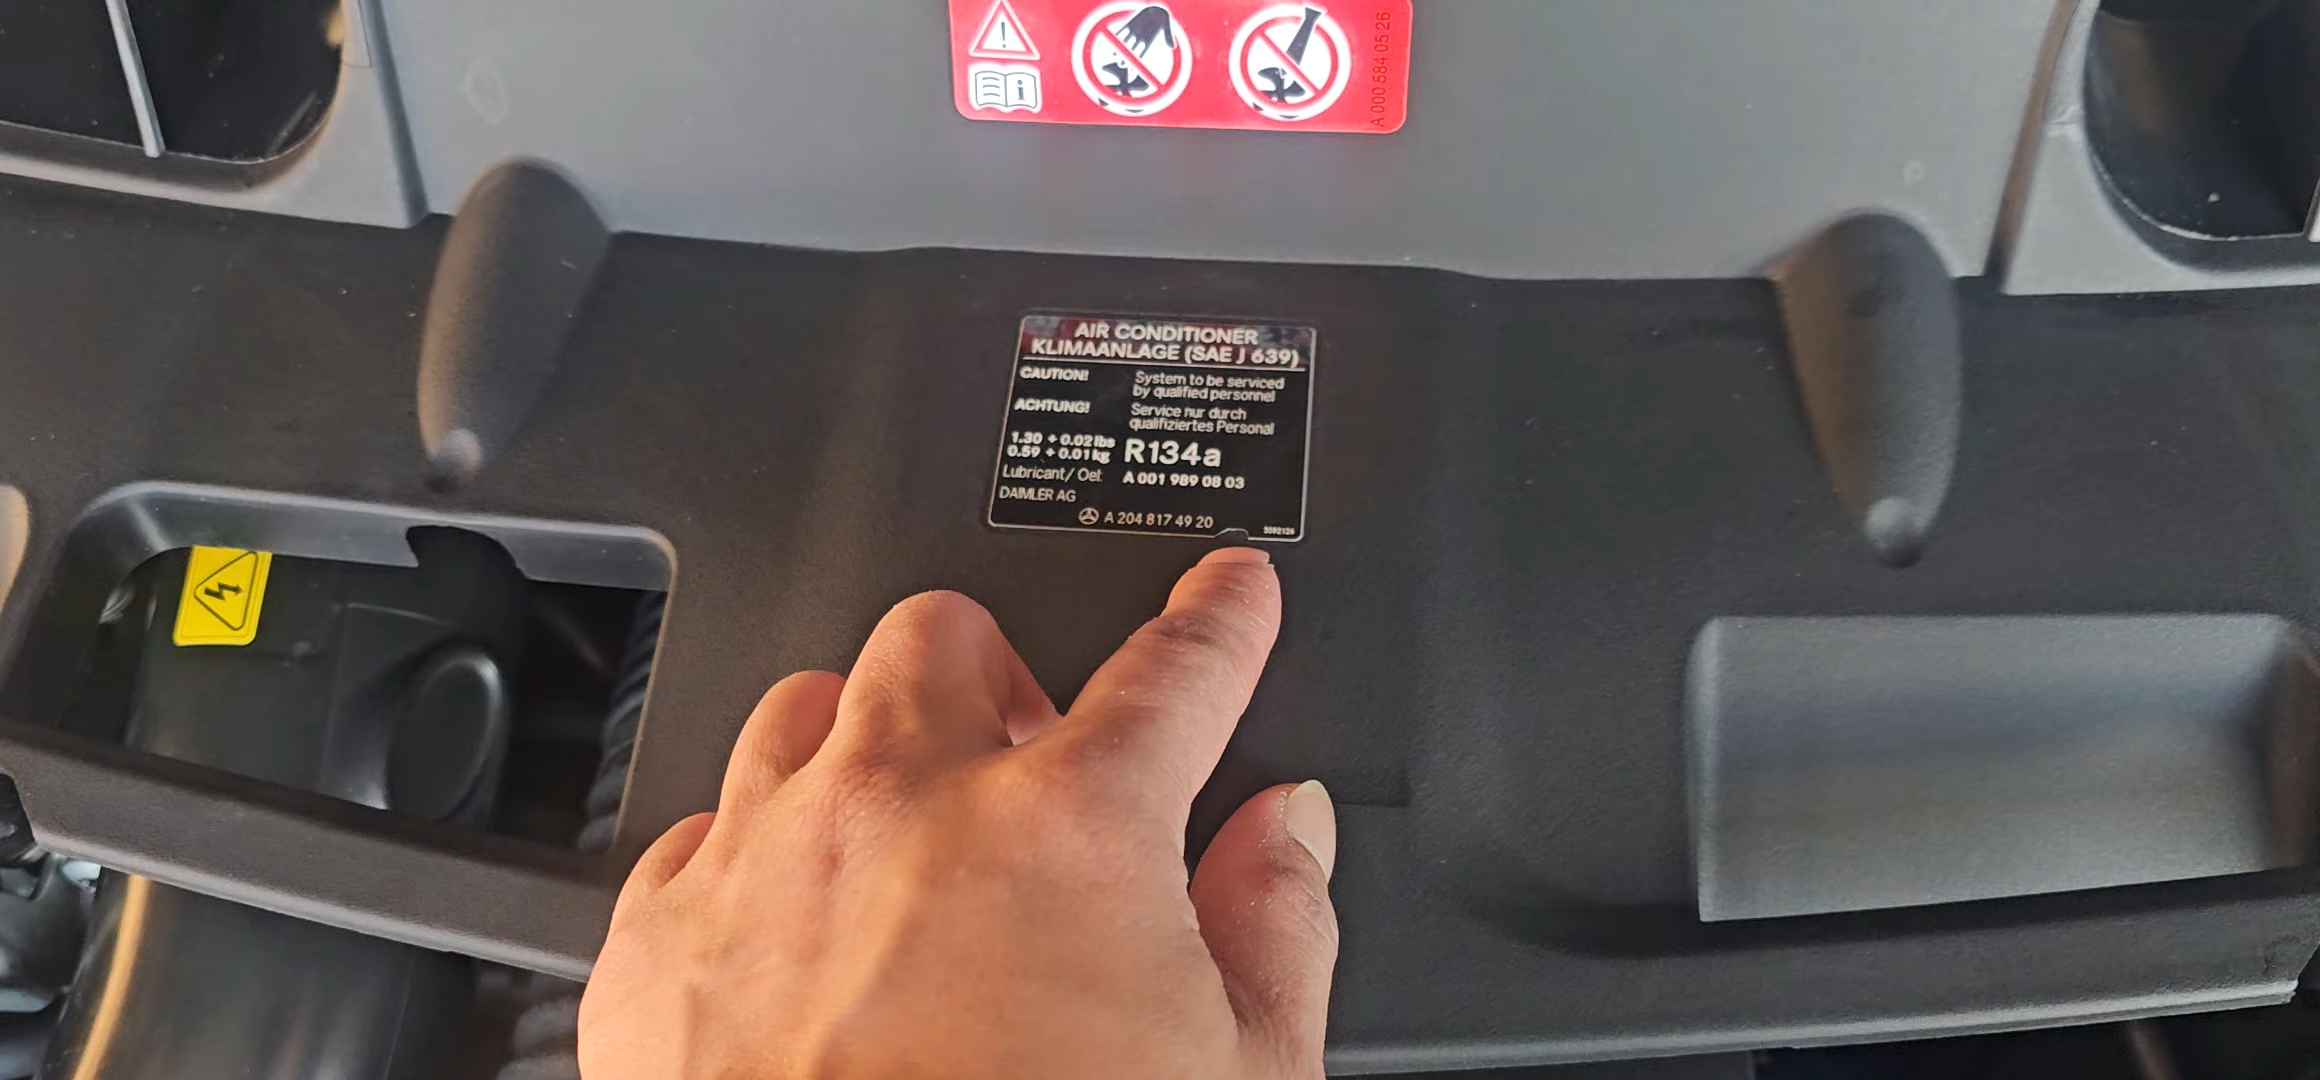 A 000 584 05 26
AIR CONDITIONER
KLIMAANLAGE (SAE J 639)
CAUTION! System to be serviced
by qualified personnel
ACHTUNG! Service nur durch
qualifiziertes Personal
1.30 + 0.02 lbs
0.59 + 0.01 kg R134a
Lubricant/ Oel: A 001 989 08 03
DAIMLER AG
A 204 817 49 20